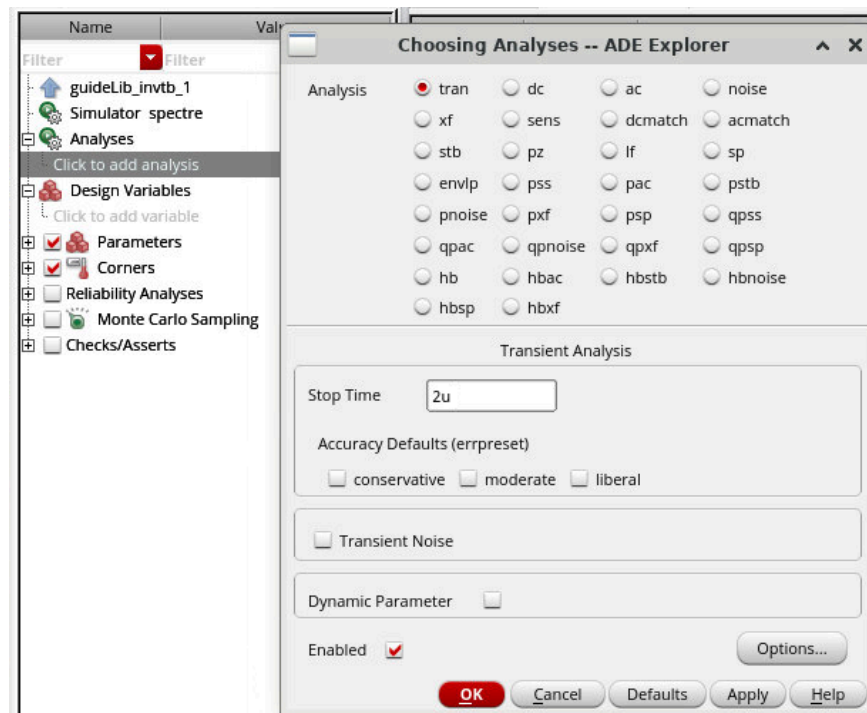 Name Valu
Filter Filter
guideLib_invtb_1
Simulator spectre
Analyses
Click to add analysis
Design Variables
Click to add variable
Parameters
Corners
Reliability Analyses
Monte Carlo Sampling
Checks/Asserts
Choosing Analyses -- ADE Explorer
Analysis tran dc ac noise
xf sens dcmatch acmatch
stb pz lf sp
envlp pss pac pstb
pnoise pxf psp qpss
qpac qpnoise qpxf qpsp
hb hbac hbstb hbnoise
hbsp hbxf
Transient Analysis
Stop Time 2u
Accuracy Defaults (errpreset)
conservative moderate liberal
Transient Noise
Dynamic Parameter
Enabled Options...
OK Cancel Defaults Apply Help